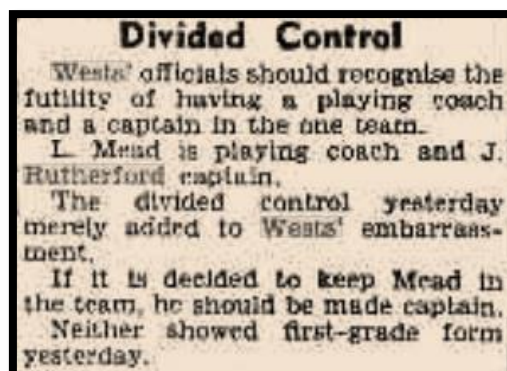 Divided Control
Wests' officials should recognise the
futility of having a playing coach
and a captain in the one team.
L. Mead is playing coach and J.
Rutherford captain.
The divided control yesterday
merely added to Wests' embarrass-
ment.
If it is decided to keep Mead in
the team, he should be made captain.
Neither showed first-grade form
yesterday.